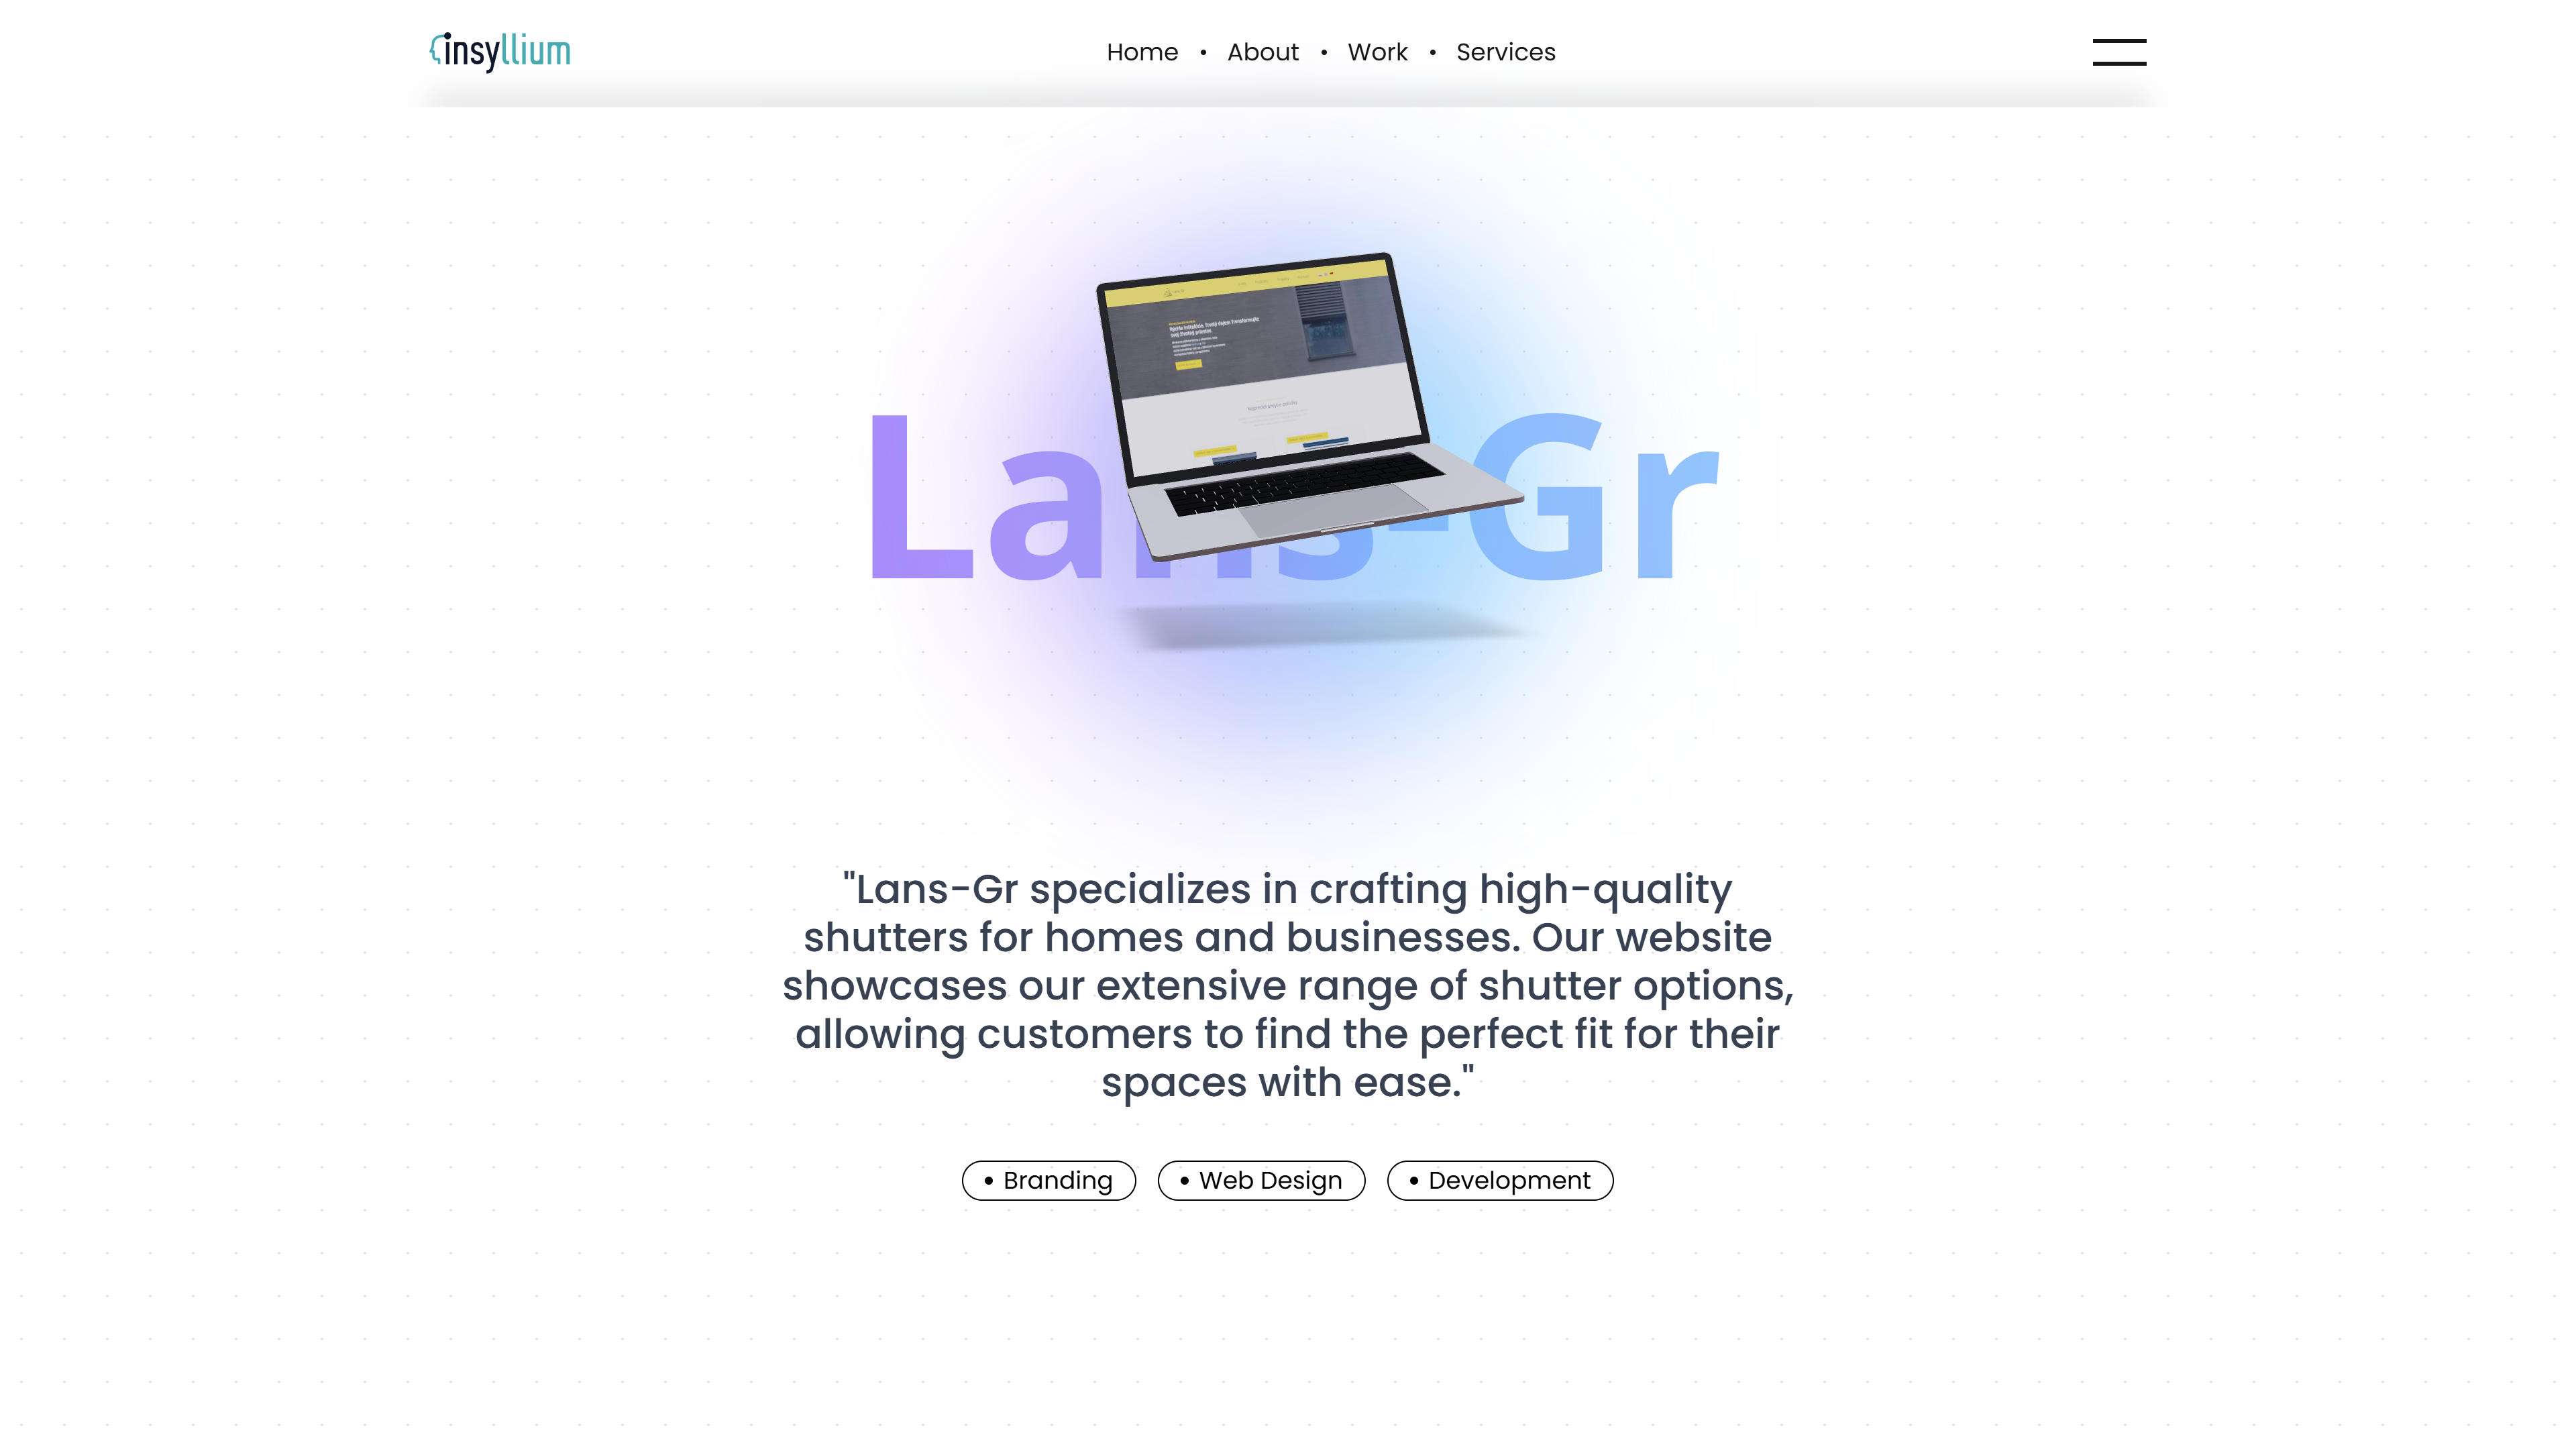 insyllium
Home • About • Work • Services
Lans-Gr
"Lans-Gr specializes in crafting high-quality
shutters for homes and businesses. Our website
showcases our extensive range of shutter options,
allowing customers to find the perfect fit for their
spaces with ease."
• Branding
• Web Design
• Development